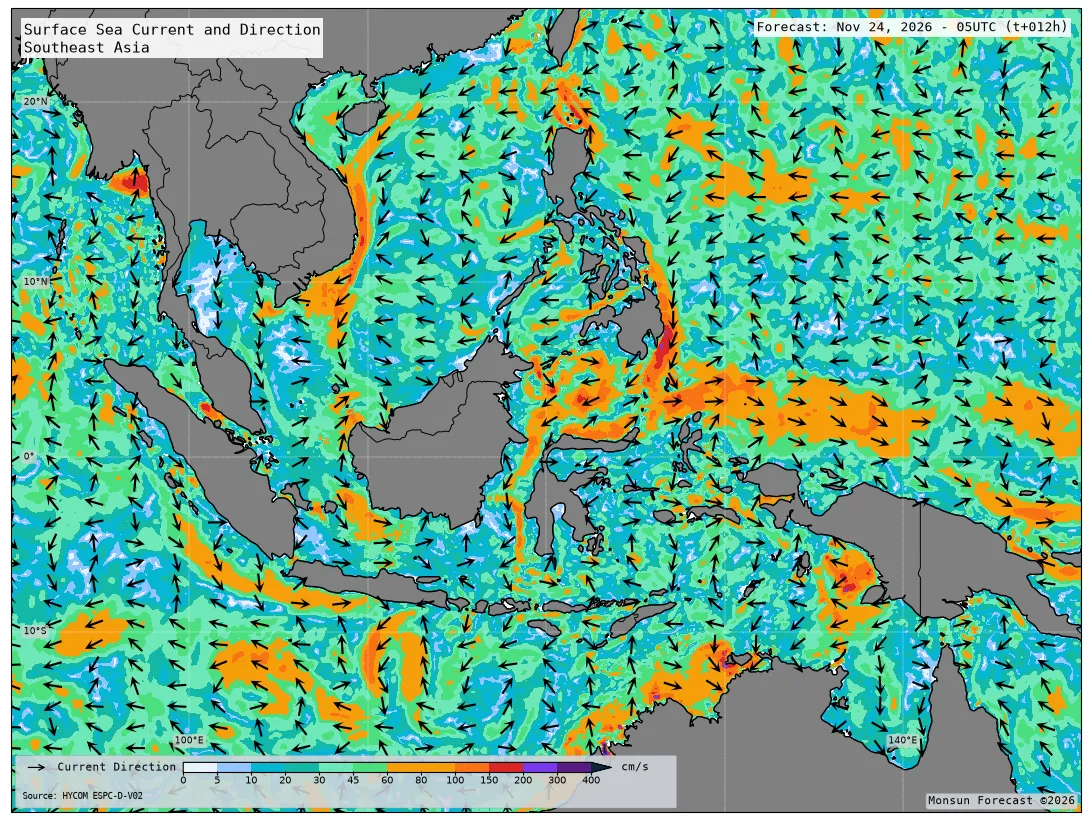 Surface Sea Current and Direction
Southeast Asia
Forecast: Nov 24, 2026 - 05UTC (t+012h)
20°N
10°N
0°
10°S
100°E
140°E
Current Direction
0 5 10 20 30 45 60 80 100 150 200 300 400
cm/s
Source: HYCOM ESPC-D-V02
Monsun Forecast ©2026